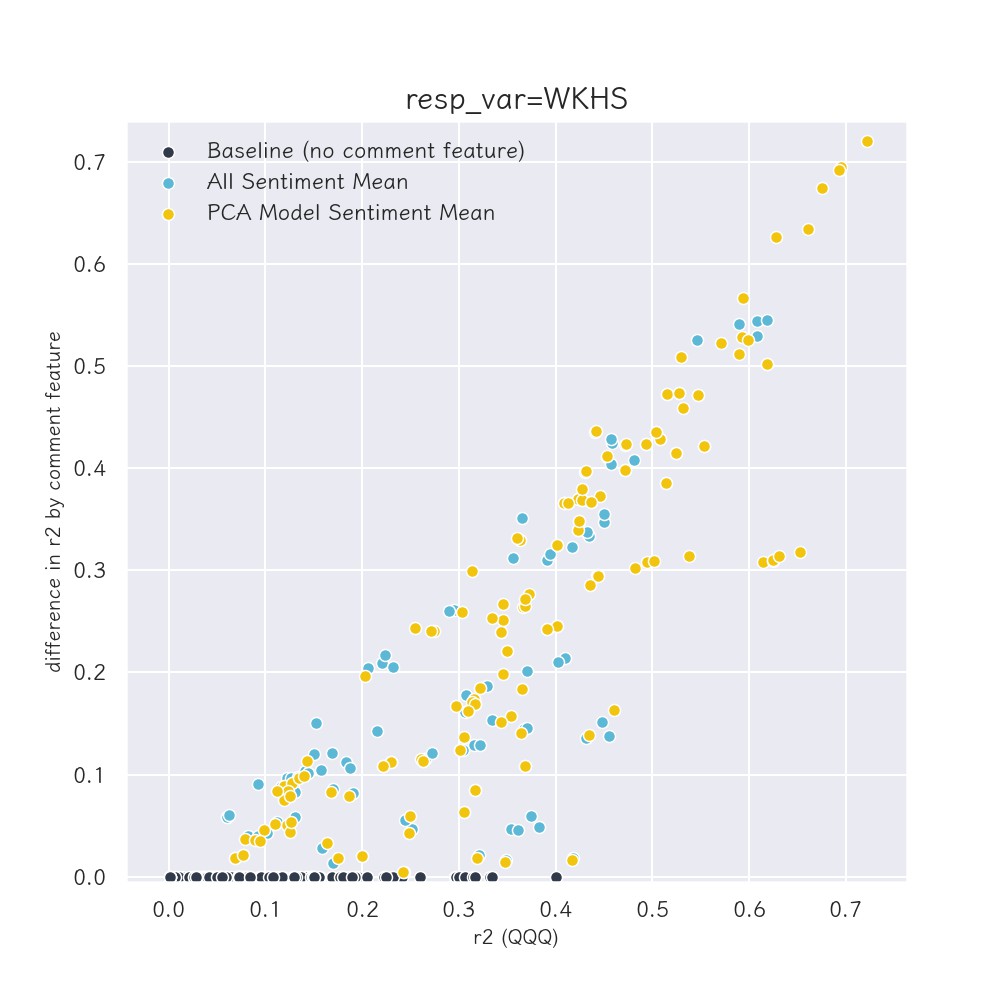 resp_var=WKHS
Baseline (no comment feature)
All Sentiment Mean
PCA Model Sentiment Mean
difference in r2 by comment feature
0.7
0.6
0.5
0.4
0.3
0.2
0.1
0.0
0.0 0.1 0.2 0.3 0.4 0.5 0.6 0.7
r2 (QQQ)